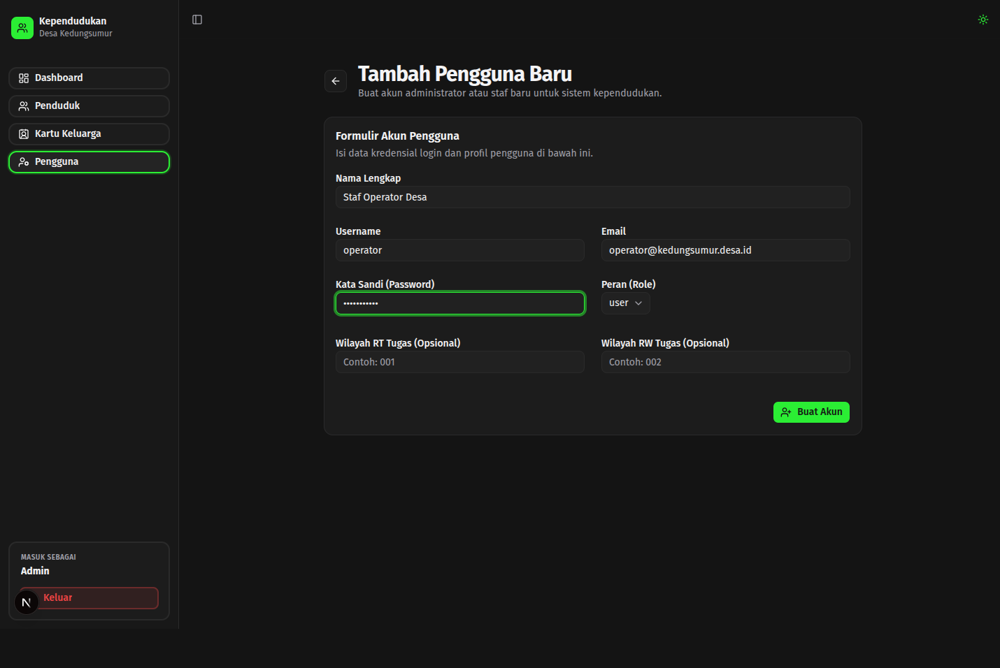 Kependudukan
Desa Kedungsumur
Dashboard
Penduduk
Kartu Keluarga
Pengguna
MASUK SEBAGAI
Admin
Keluar
N
Tambah Pengguna Baru
Buat akun administrator atau staf baru untuk sistem kependudukan.
Formulir Akun Pengguna
Isi data kredensial login dan profil pengguna di bawah ini.
Nama Lengkap
Staf Operator Desa
Username
operator
Email
operator@kedungsumur.desa.id
Kata Sandi (Password)
•••••••••••
Peran (Role)
user
Wilayah RT Tugas (Opsional)
Contoh: 001
Wilayah RW Tugas (Opsional)
Contoh: 002
Buat Akun